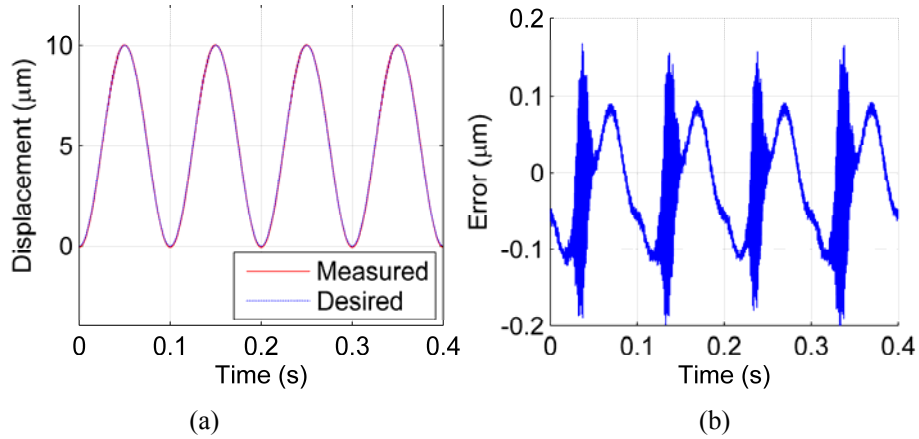 Displacement (μm)
10
5
0
Measured
Desired
0
0.1
0.2
0.3
0.4
Time (s)
(a)
Error (μm)
0.2
0.1
0
-0.1
-0.2
0
0.1
0.2
0.3
0.4
Time (s)
(b)